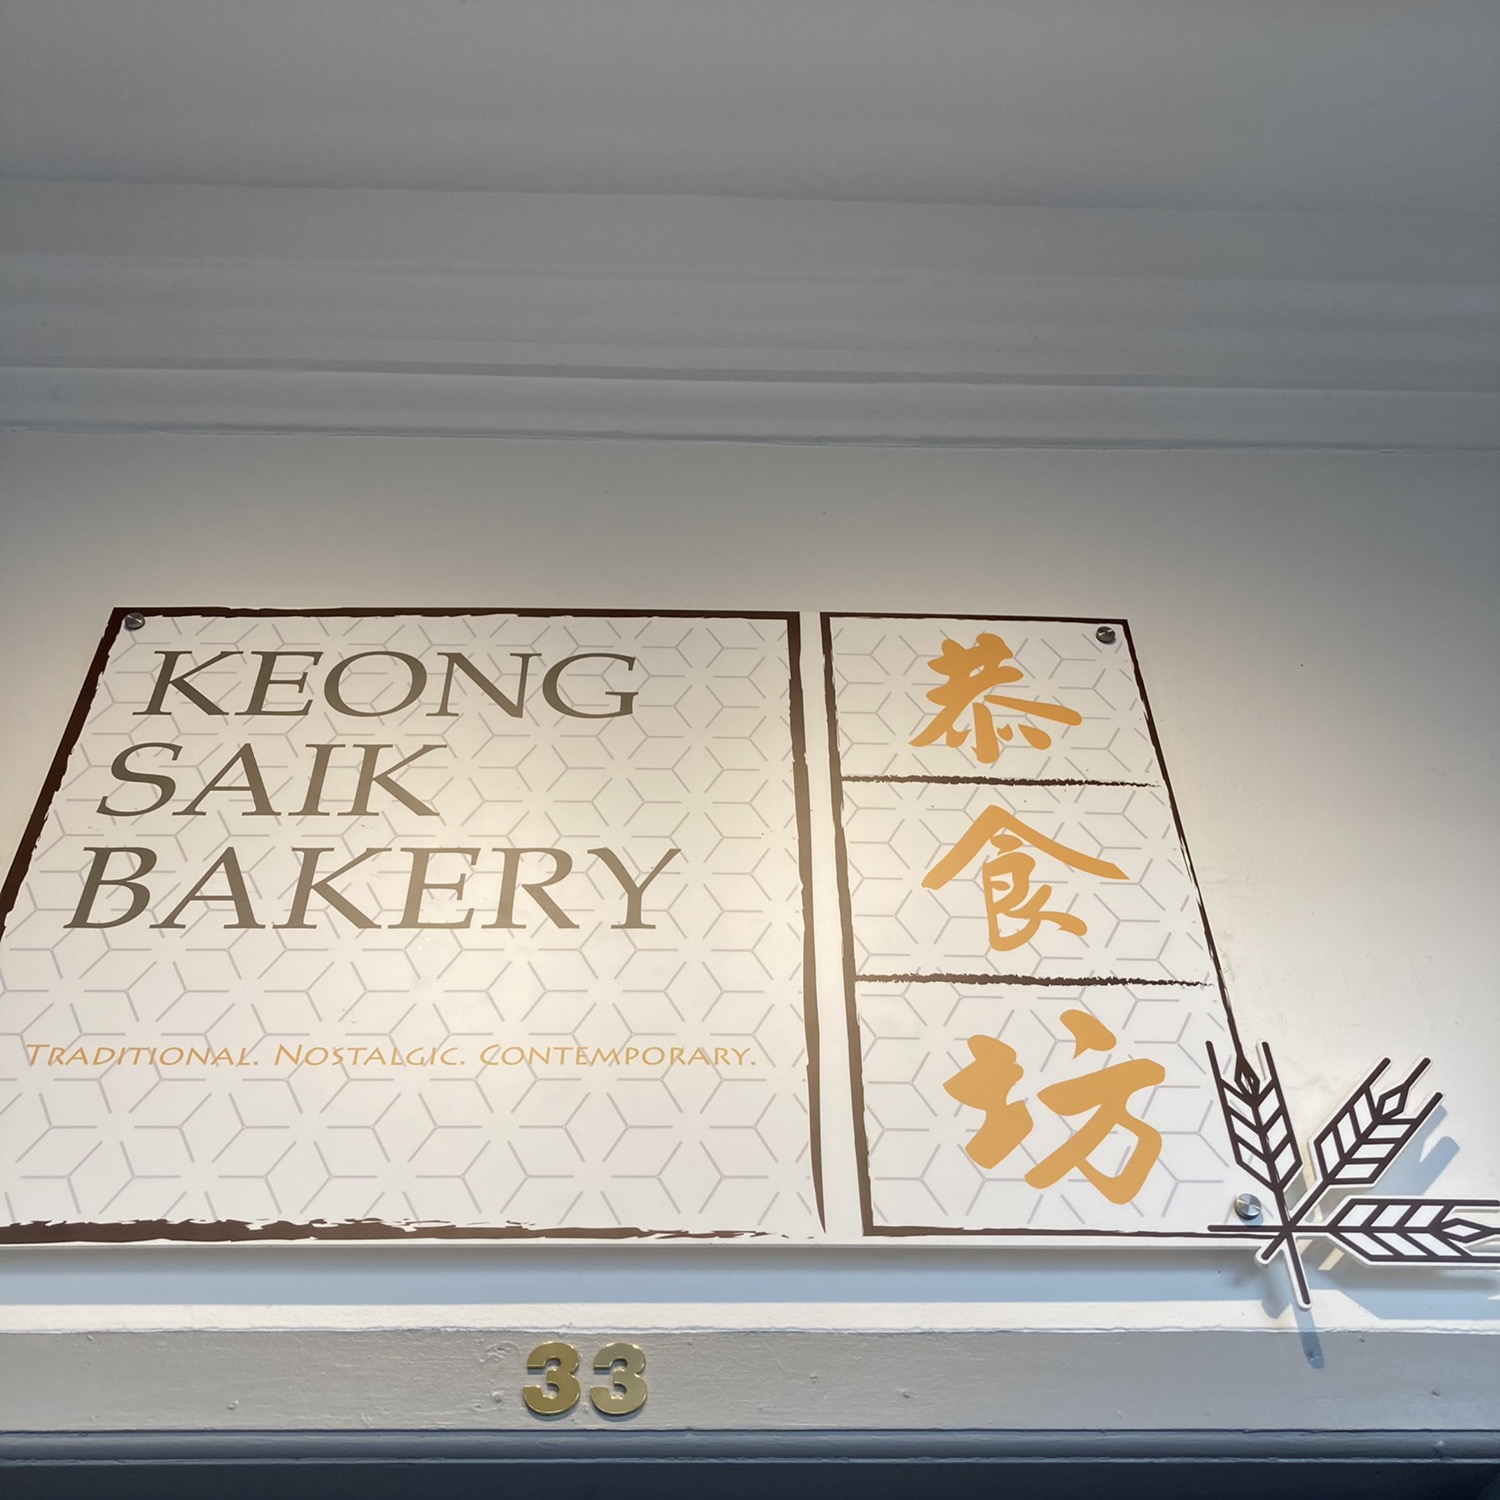 KEONG
SAIK
BAKERY
TRADITIONAL. NOSTALGIC. CONTEMPORARY.
恭
食
坊
33